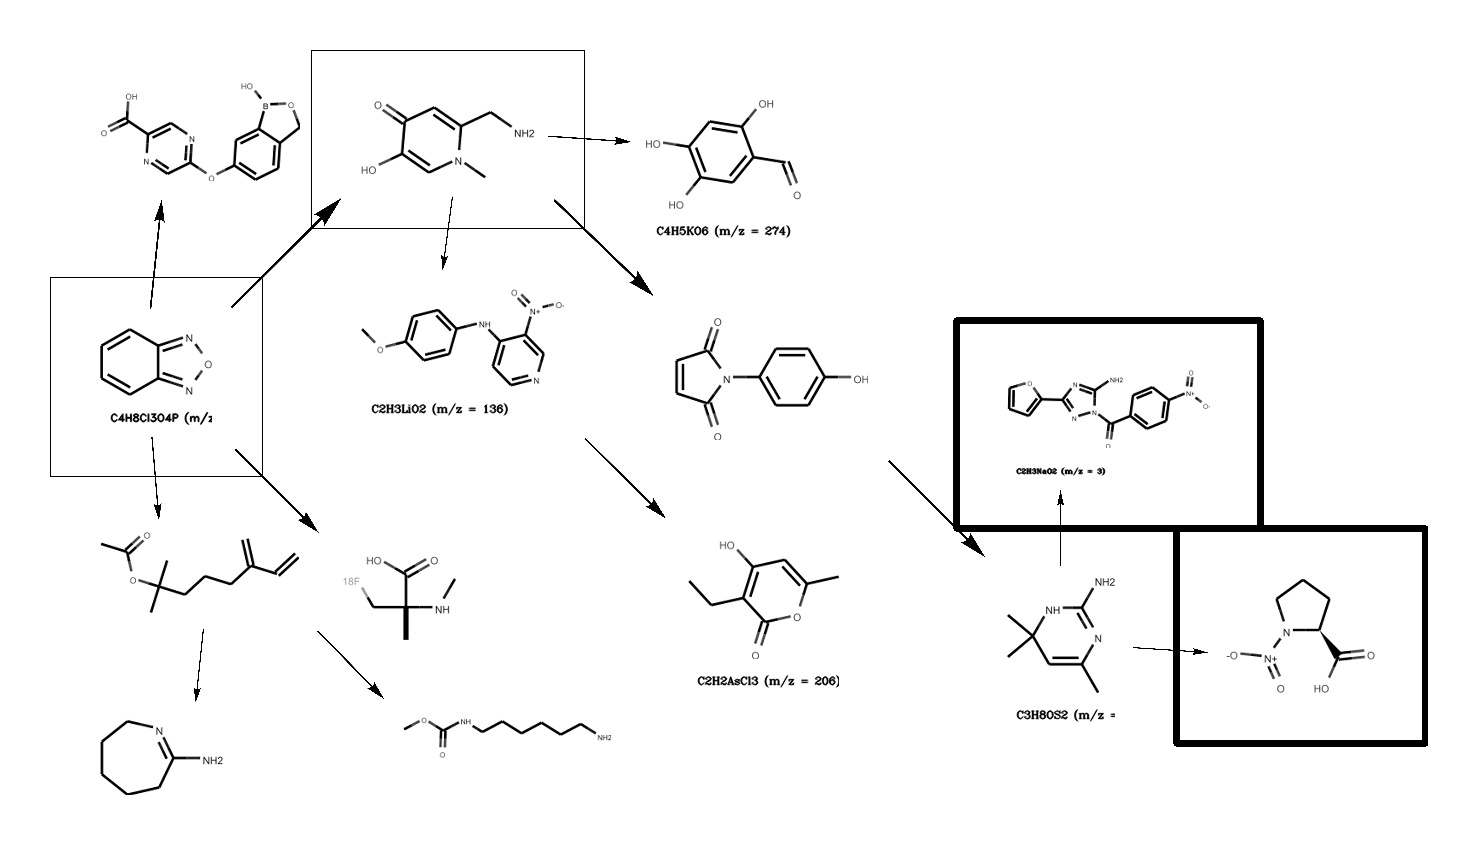 OH
O
N
N
O
HO
B
O
O
NH2
HO
N
OH
HO
HO
O
C4H5KO6 (m/z = 274)
N
O
N
C4H8Cl3O4P (m/z
O
NH
O
N+
O-
N
C2H3LiO2 (m/z = 136)
O
N
O
OH
O
N
NH2
N
N
O
N+
O
O-
C2H3NaO2 (m/z = 3)
O
O
HO
O
18F
NH
HO
O
O
C2H2AsCl3 (m/z = 206)
NH2
NH
N
C3H8OS2 (m/z =
N
-O
N+
O
O
HO
N
NH2
O
O
NH
NH2